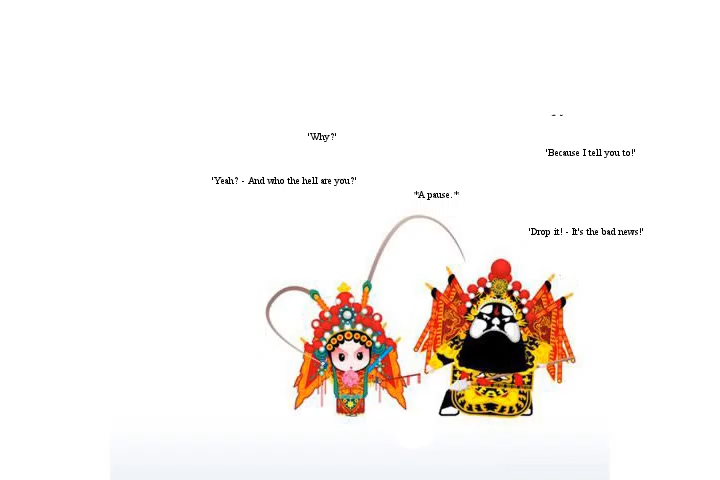 'Why?'
'Because I tell you to!'
'Yeah? - And who the hell are you?'
*A pause. *
'Drop it! - It's the bad news!'